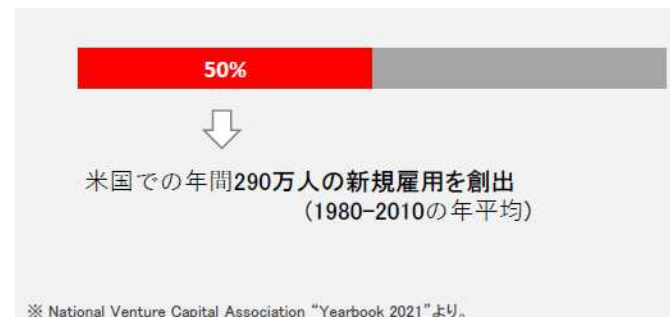 50%
米国での年間290万人の新規雇用を創出
(1980-2010の年平均)
※ National Venture Capital Association “Yearbook 2021”より。